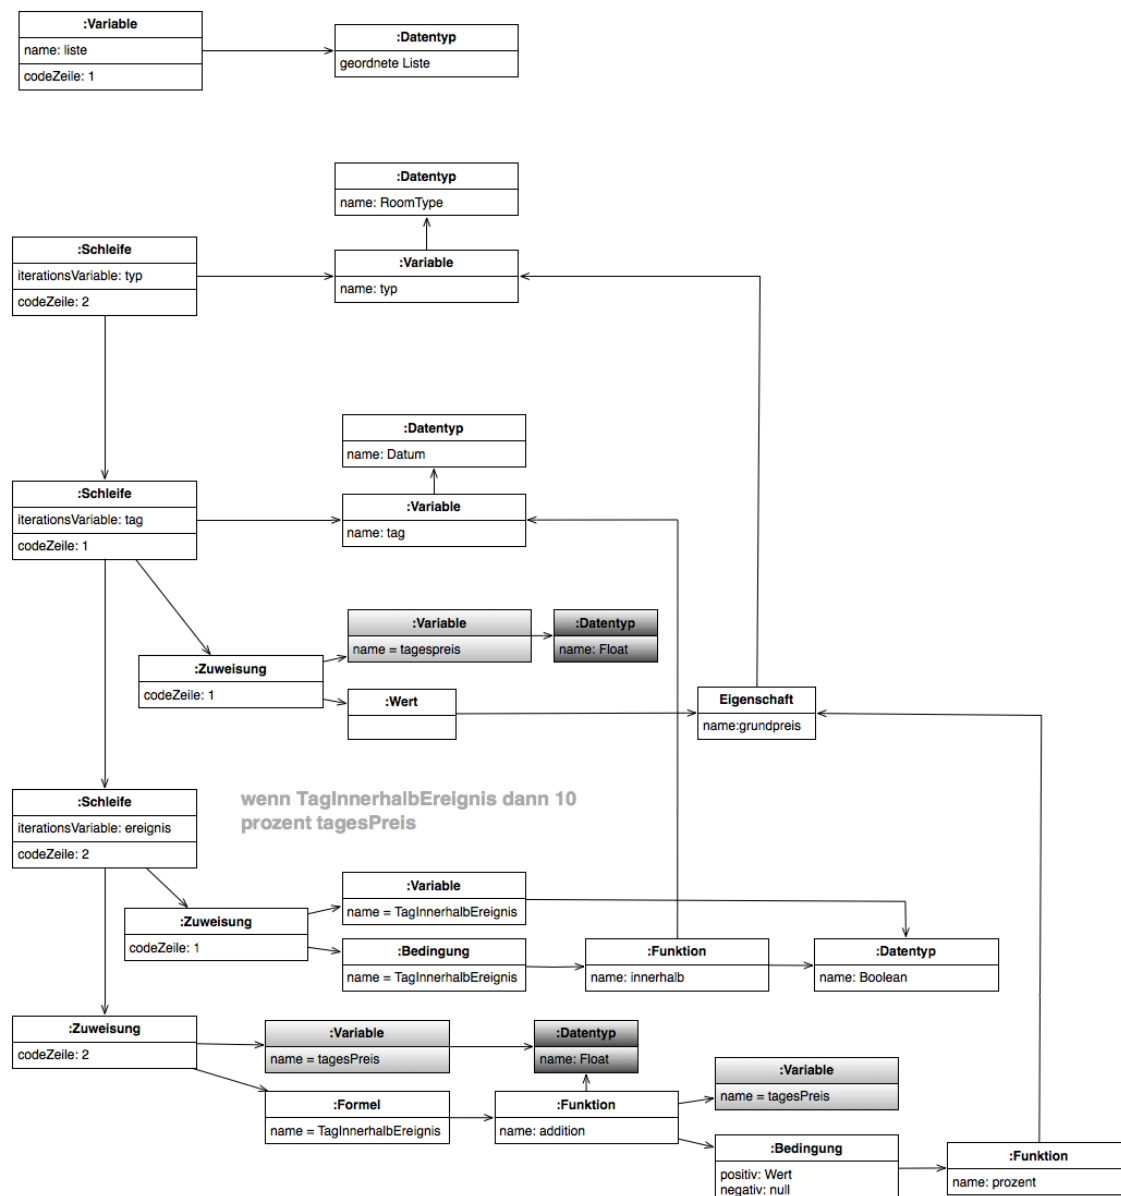 :Variable
name: liste
codeZeile: 1
:Datentyp
geordnete Liste
:Datentyp
name: RoomType
:Schleife
iterationsVariable: typ
codeZeile: 2
:Variable
name: typ
:Datentyp
name: Datum
:Schleife
iterationsVariable: tag
codeZeile: 1
:Variable
name: tag
:Variable
name = tagespreis
:Datentyp
name: Float
:Zuweisung
codeZeile: 1
:Wert
Eigenschaft
name:grundpreis
:Schleife
iterationsVariable: ereignis
codeZeile: 2
wenn TagInnerhalbEreignis dann 10
prozent tagesPreis
:Variable
name = TagInnerhalbEreignis
:Zuweisung
codeZeile: 1
:Bedingung
name = TagInnerhalbEreignis
:Funktion
name: innerhalb
:Datentyp
name: Boolean
:Zuweisung
codeZeile: 2
:Variable
name = tagesPreis
:Datentyp
name: Float
:Variable
name = tagesPreis
:Formel
name = TagInnerhalbEreignis
:Funktion
name: addition
:Bedingung
positiv: Wert
negativ: null
:Funktion
name: prozent